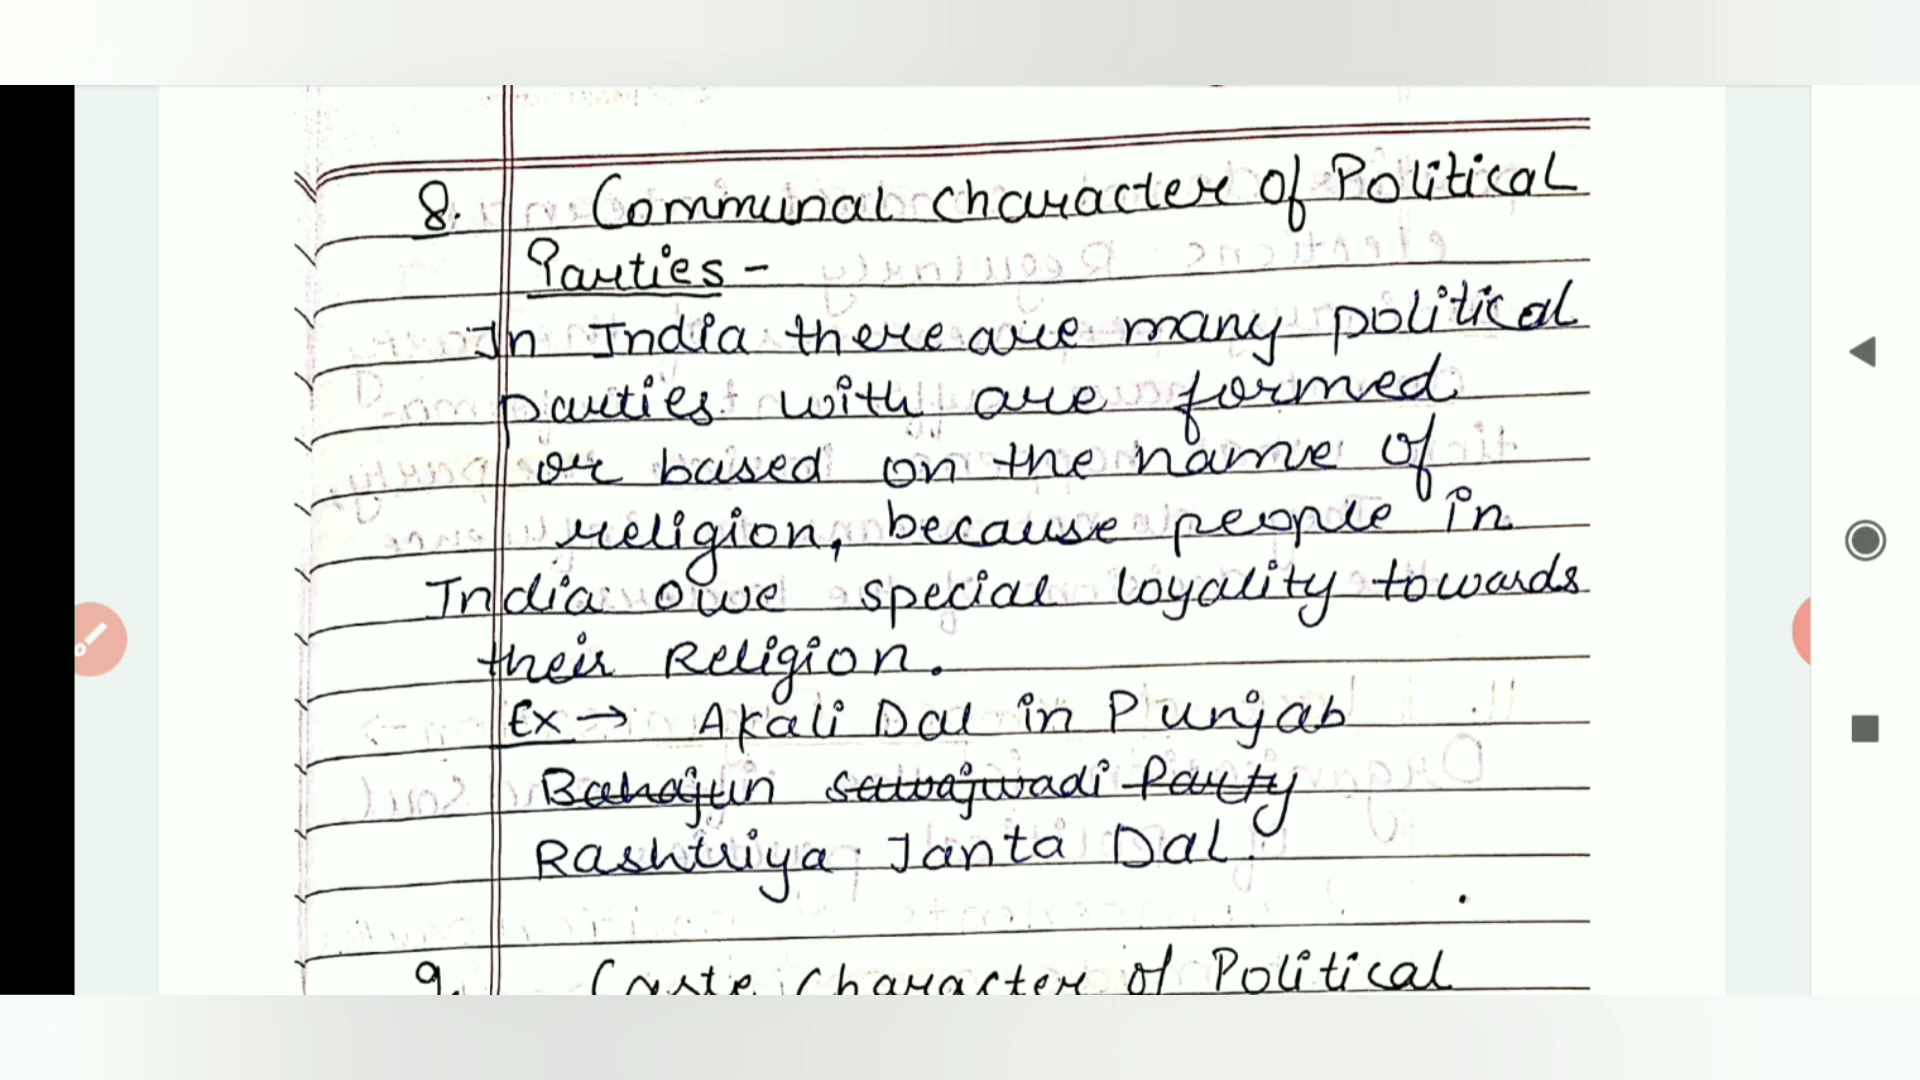 8. Communal character of Political
Parties -
In India there are many political
parties with are formed
or based on the name of
religion, because people in
India owe special loyality towards
their Religion.
Ex → Akali Dal in Punjab
Party
Rashtriya Janta Dal.
9. Caste character of Political